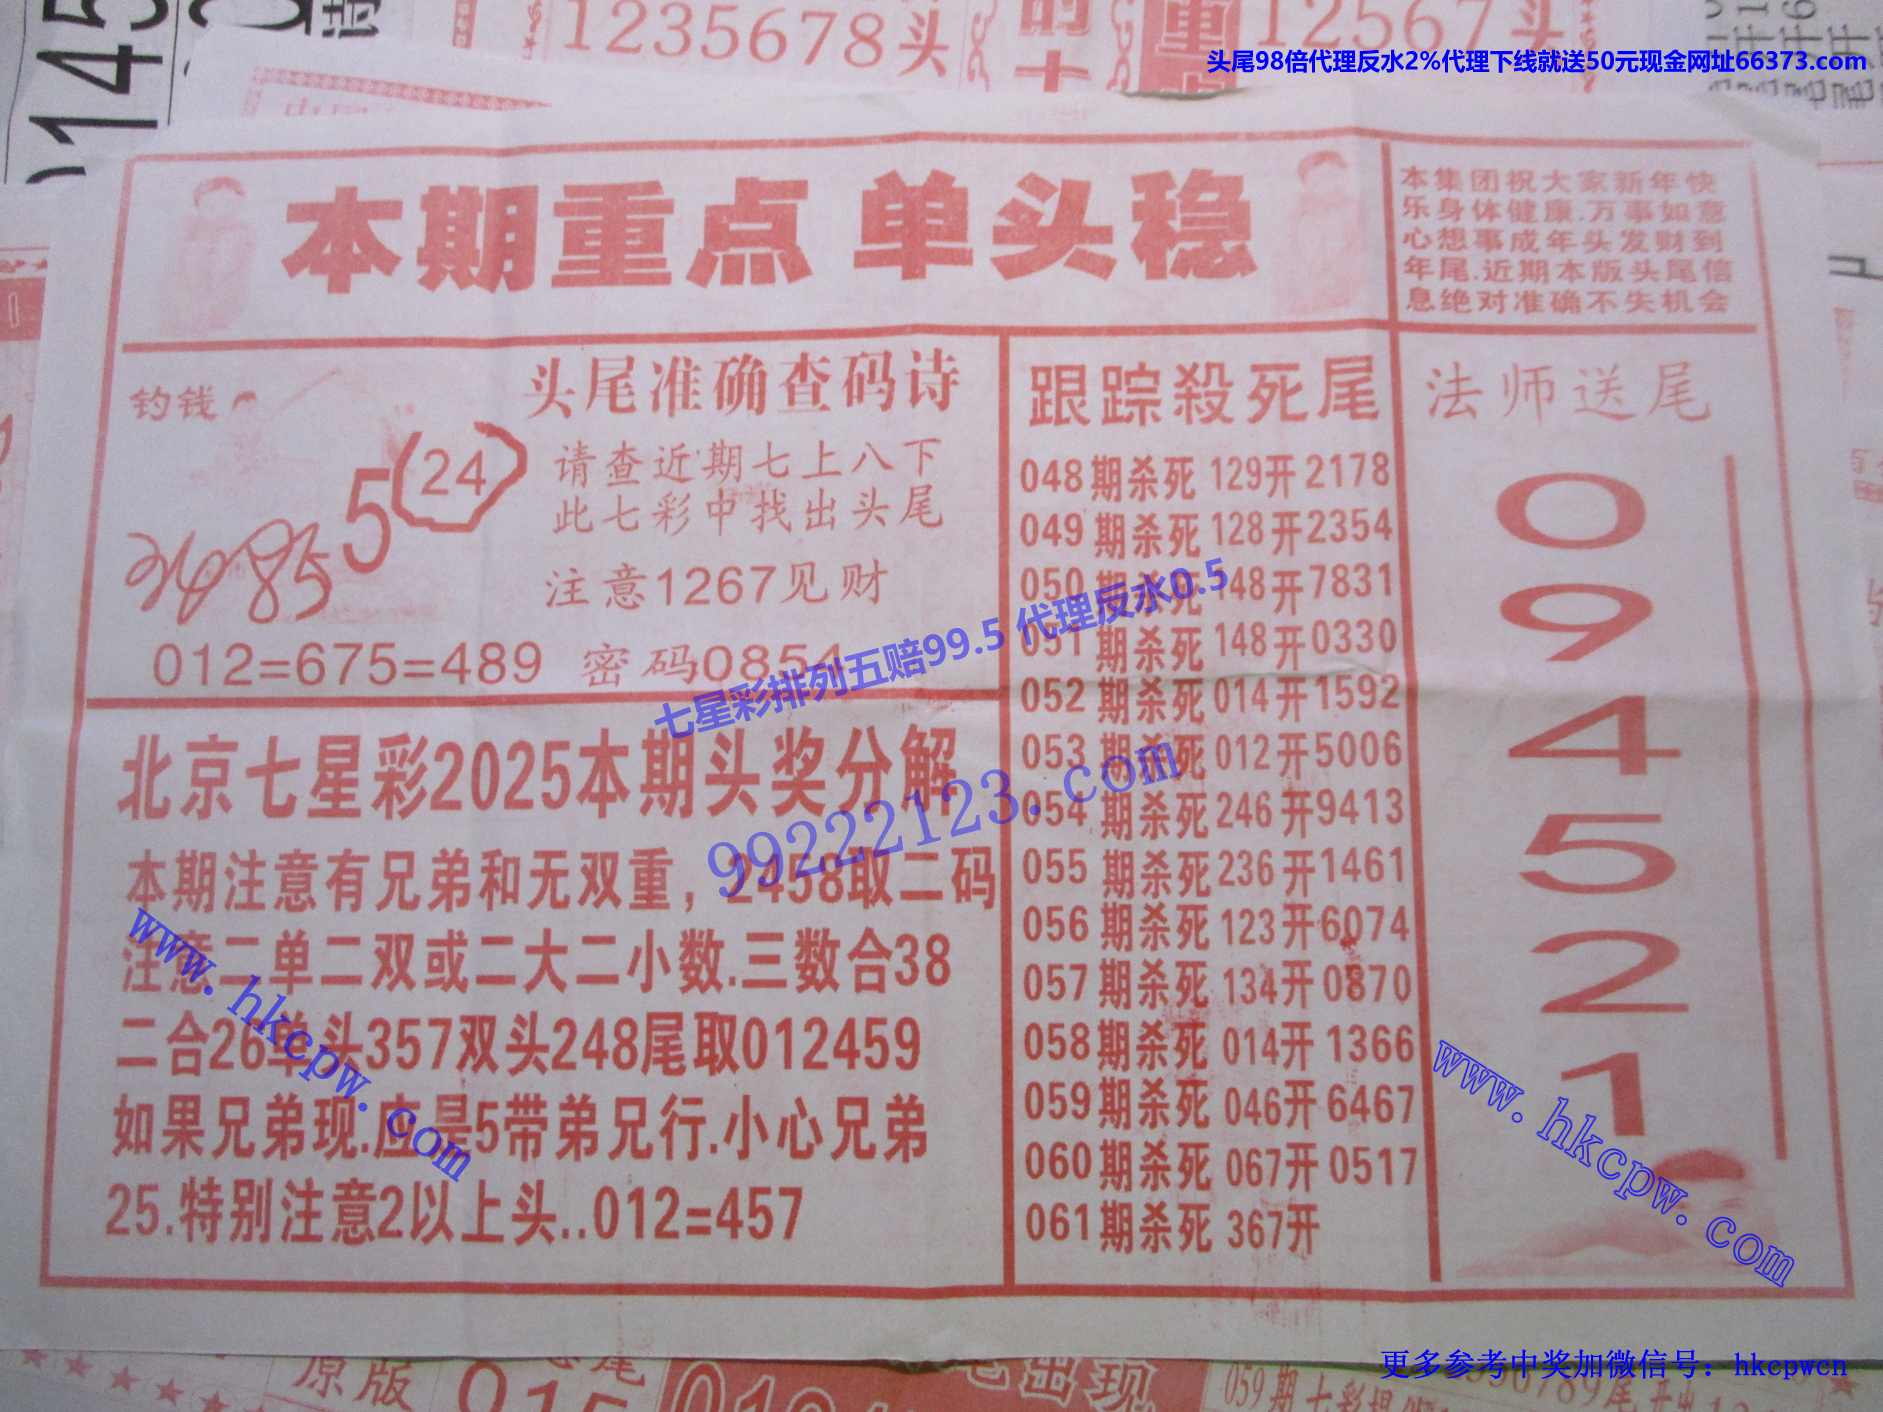 1235678头
12567头
头尾98倍代理反水2%代理下线就送50元现金网址66373.com
本期重点 单头稳
本集团祝大家新年快
乐身体健康.万事如意
心想事成年头发财到
年尾.近期本版头尾信
息绝对准确不失机会
钓钱
5(24)
头尾准确查码诗
请查近期七上八下
此七彩中找出头尾
注意1267见财
012=675=489 密码0854
七星彩排列五赔99.5 代理反水0.5
99222123.com
北京七星彩2025本期头奖分解
本期注意有兄弟和无双重，2458取二码
注意二单二双或二大二小数.三数合38
二合26单头357双头248尾取012459
如果兄弟现.应是5带弟兄行.小心兄弟
25.特别注意2以上头..012=457
www.hkcpw.com
跟踪殺死尾
048期杀死129开2178
049期杀死128开2354
050期杀死148开7831
051期杀死148开0330
052期杀死014开1592
053期杀死012开5006
054期杀死246开9413
055期杀死236开1461
056期杀死123开6074
057期杀死134开0870
058期杀死014开1366
059期杀死046开6467
060期杀死067开0517
061期杀死367开
法师送尾
0
9
4
5
2
1
www.hkcpw.com
原版
更多参考中奖加微信号：hkcpwcn